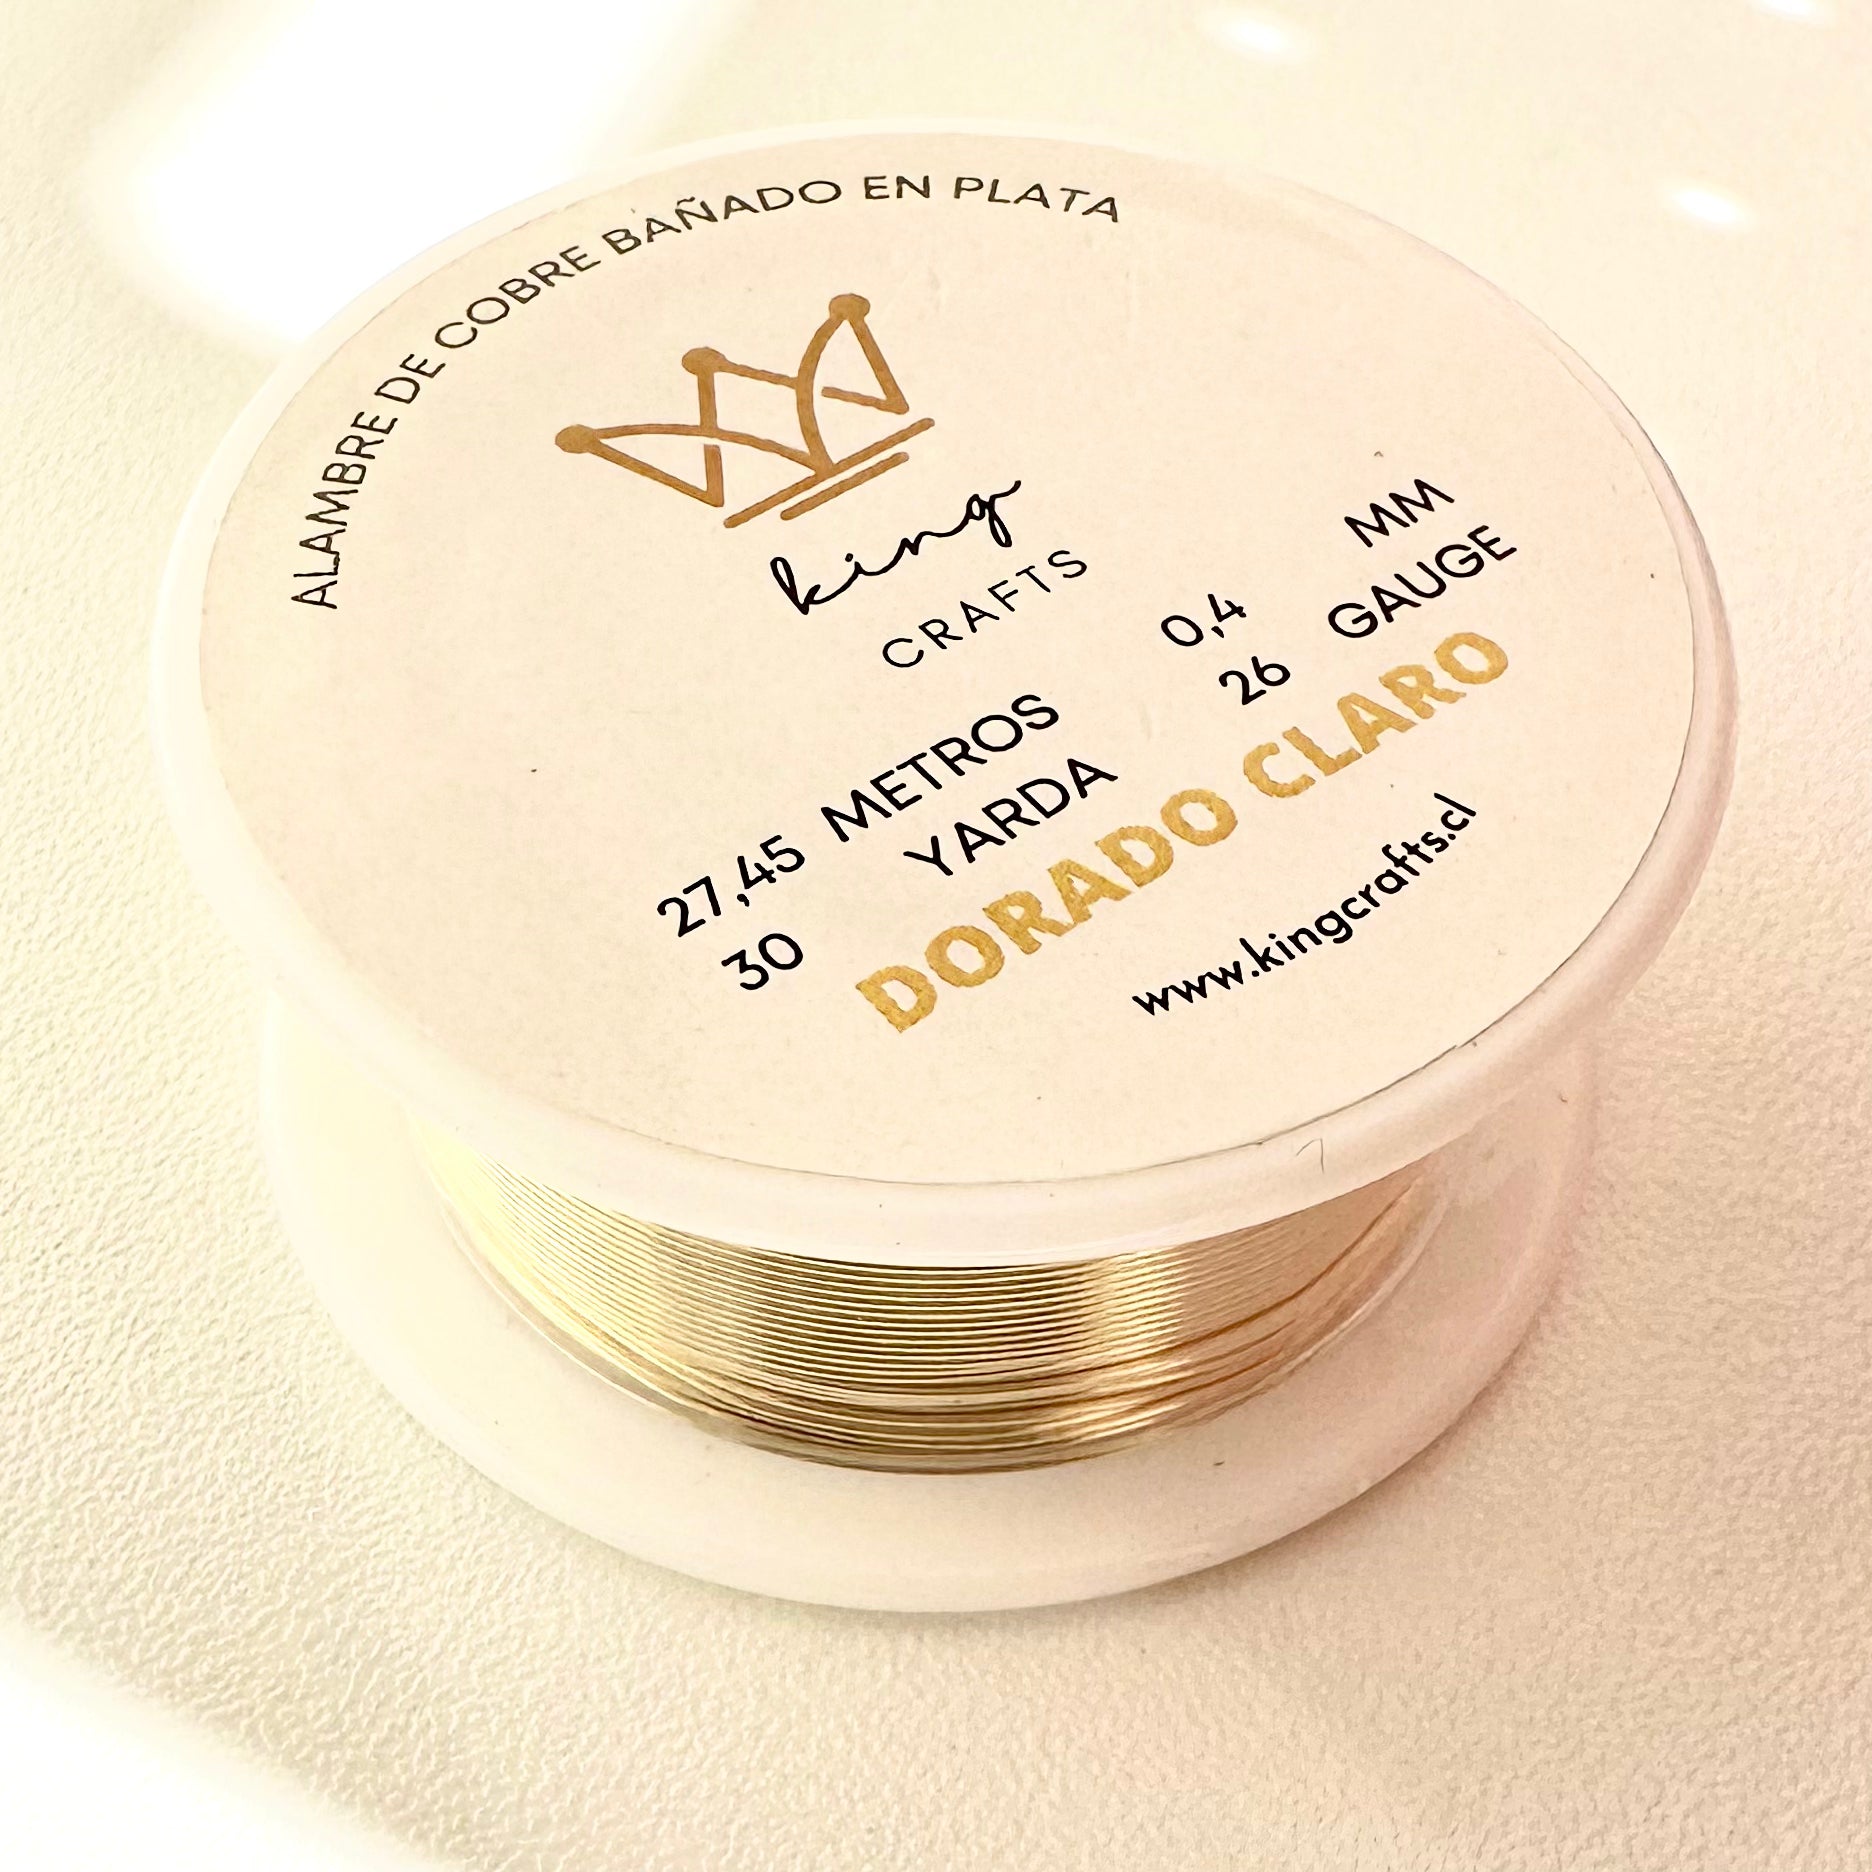 ALAMBRE DE COBRE BAÑADO EN PLATA
king
CRAFTS
27,45 METROS 0,4 MM
30 YARDA 26 GAUGE
DORADO CLARO
www.kingcrafts.cl